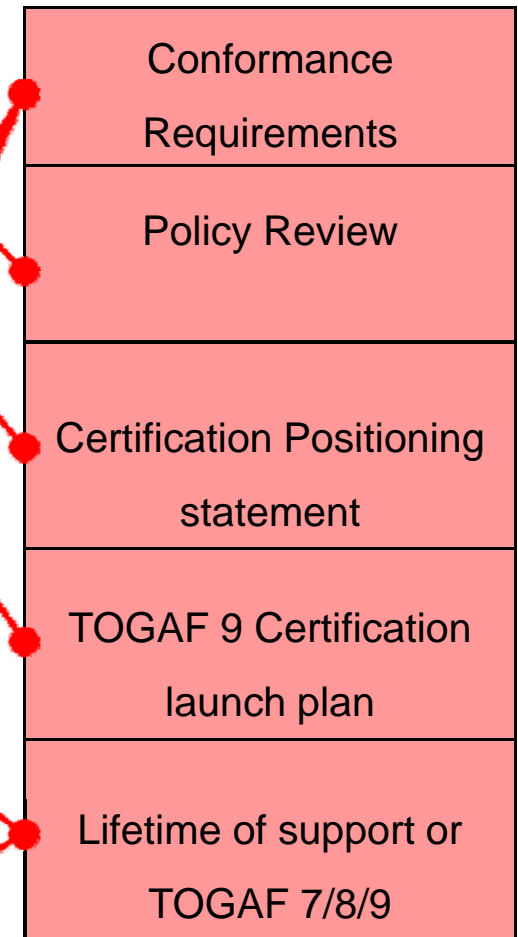 Conformance
Requirements
Policy Review
Certification Positioning
statement
TOGAF 9 Certification
launch plan
Lifetime of support or
TOGAF 7/8/9